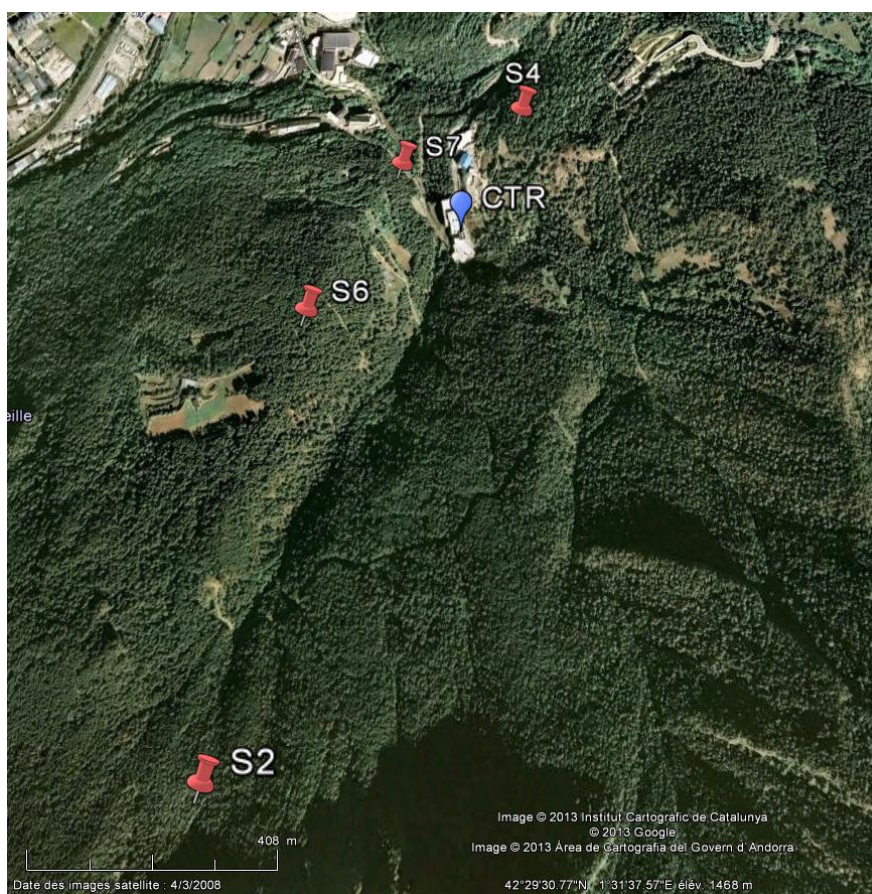 S4
S7
CTR
S6
eille
S2
408 m
Image © 2013 Institut Cartogràfic de Catalunya
© 2013 Google
Image © 2013 Àrea de Cartografia del Govern d'Andorra
Date des images satellite : 4/3/2008
42°29'30.77"N 1°31'37.57"E élév. 1468 m